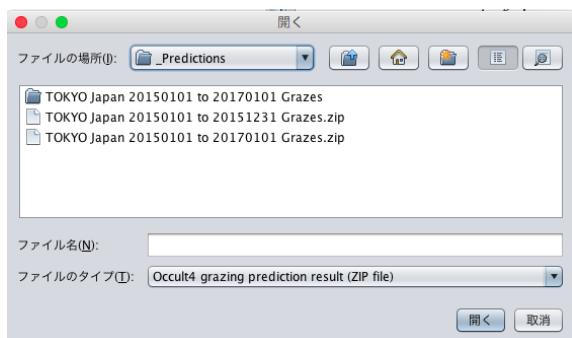 開く
ファイルの場所(I): _Predictions
TOKYO Japan 20150101 to 20170101 Grazes
TOKYO Japan 20150101 to 20151231 Grazes.zip
TOKYO Japan 20150101 to 20170101 Grazes.zip
ファイル名(N):
ファイルのタイプ(T): Occult4 grazing prediction result (ZIP file)
開く 取消